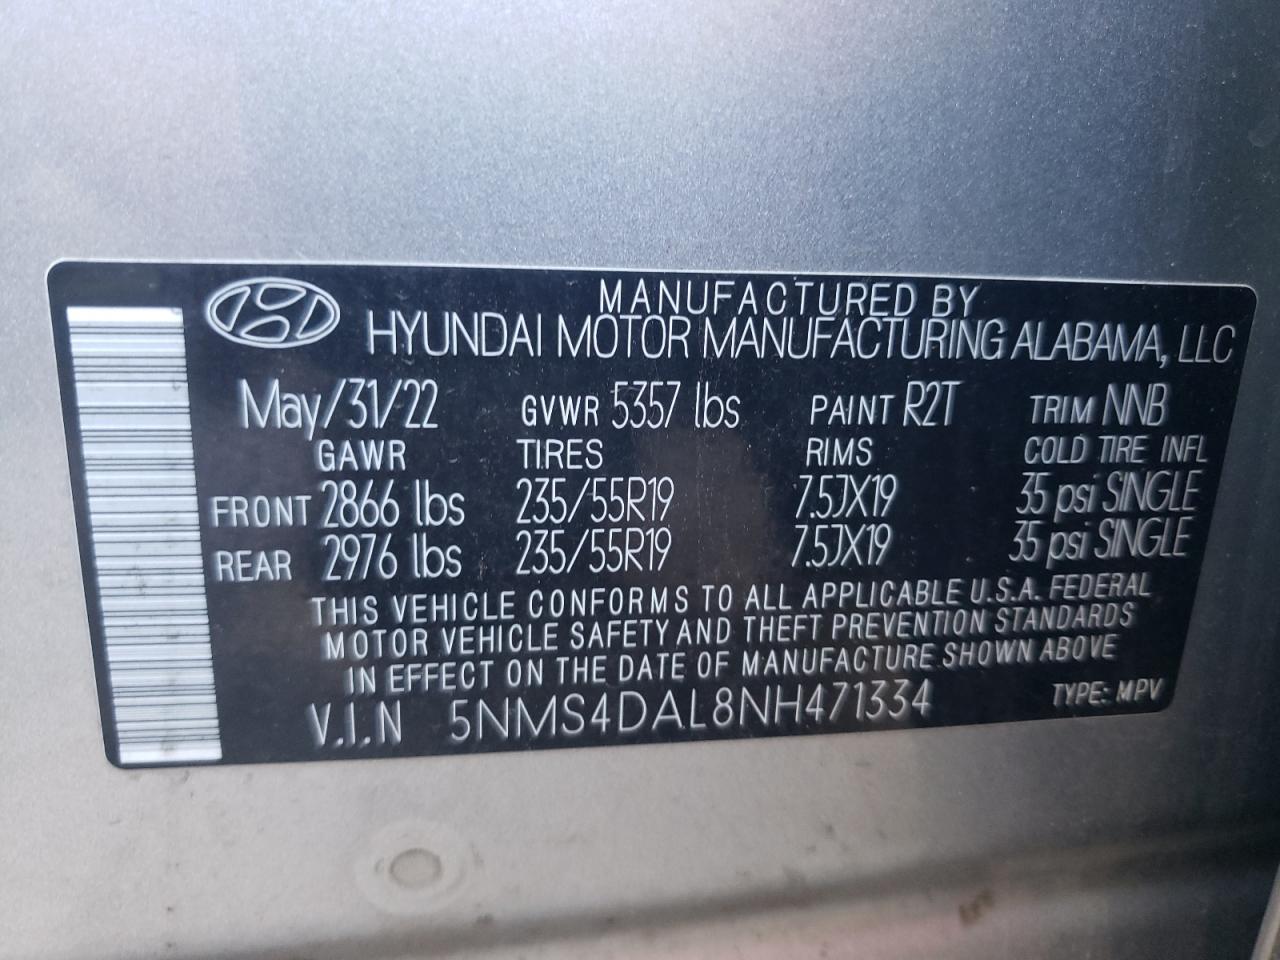 MANUFACTURED BY
HYUNDAI MOTOR MANUFACTURING ALABAMA, LLC
May/31/22 GVWR 5357 lbs PAINT R2T TRIM NNB
GAWR TIRES RIMS COLD TIRE INFL
FRONT 2866 lbs 235/55R19 7.5JX19 35 psi SINGLE
REAR 2976 lbs 235/55R19 7.5JX19 35 psi SINGLE
THIS VEHICLE CONFORMS TO ALL APPLICABLE U.S.A. FEDERAL
MOTOR VEHICLE SAFETY AND THEFT PREVENTION STANDARDS
IN EFFECT ON THE DATE OF MANUFACTURE SHOWN ABOVE
V.I.N 5NMS4DAL8NH471334 TYPE: MPV